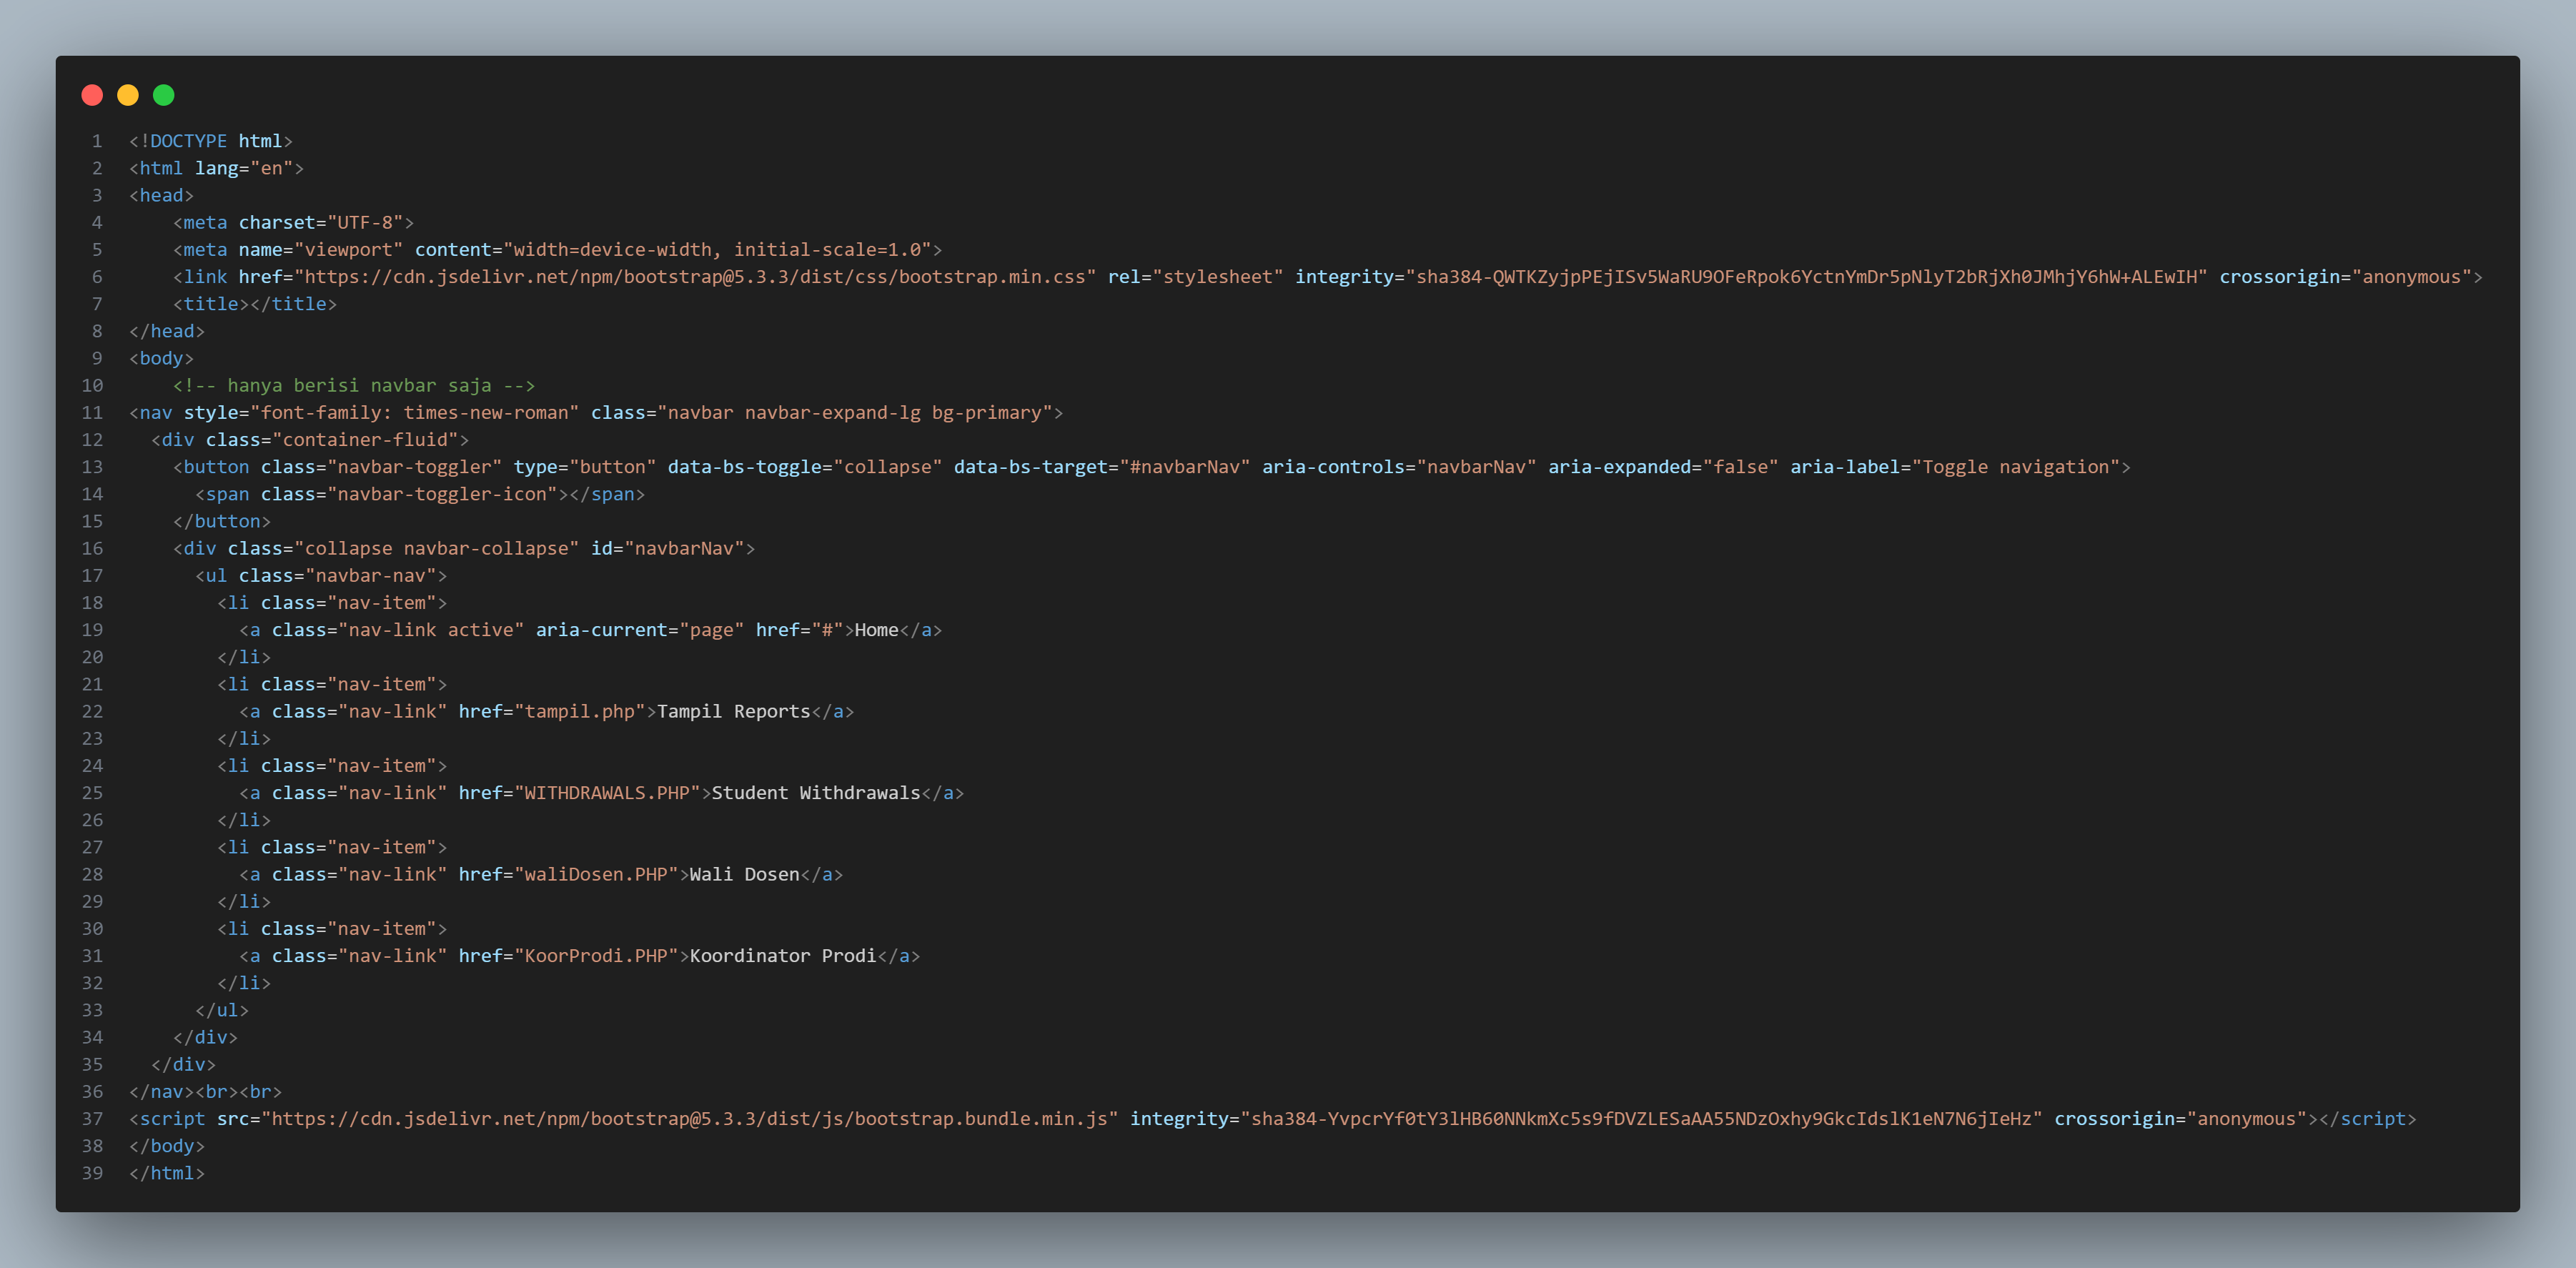 1 <!DOCTYPE html>
2 <html lang="en">
3 <head>
4     <meta charset="UTF-8">
5     <meta name="viewport" content="width=device-width, initial-scale=1.0">
6     <link href="https://cdn.jsdelivr.net/npm/bootstrap@5.3.3/dist/css/bootstrap.min.css" rel="stylesheet" integrity="sha384-QWTKZyjpPEjISv5WaRU9OFeRpok6YctnYmDr5pNlyT2bRjXh0JMhjY6hW+ALEwIH" crossorigin="anonymous">
7     <title></title>
8 </head>
9 <body>
10     <!-- hanya berisi navbar saja -->
11 <nav style="font-family: times-new-roman" class="navbar navbar-expand-lg bg-primary">
12   <div class="container-fluid">
13     <button class="navbar-toggler" type="button" data-bs-toggle="collapse" data-bs-target="#navbarNav" aria-controls="navbarNav" aria-expanded="false" aria-label="Toggle navigation">
14       <span class="navbar-toggler-icon"></span>
15     </button>
16     <div class="collapse navbar-collapse" id="navbarNav">
17       <ul class="navbar-nav">
18         <li class="nav-item">
19           <a class="nav-link active" aria-current="page" href="#">Home</a>
20         </li>
21         <li class="nav-item">
22           <a class="nav-link" href="tampil.php">Tampil Reports</a>
23         </li>
24         <li class="nav-item">
25           <a class="nav-link" href="WITHDRAWALS.PHP">Student Withdrawals</a>
26         </li>
27         <li class="nav-item">
28           <a class="nav-link" href="waliDosen.PHP">Wali Dosen</a>
29         </li>
30         <li class="nav-item">
31           <a class="nav-link" href="KoorProdi.PHP">Koordinator Prodi</a>
32         </li>
33       </ul>
34     </div>
35   </div>
36 </nav><br><br>
37 <script src="https://cdn.jsdelivr.net/npm/bootstrap@5.3.3/dist/js/bootstrap.bundle.min.js" integrity="sha384-YvpcrYf0tY3lHB60NNkmXc5s9fDVZLESaAA55NDzOxhy9GkcIdslK1eN7N6jIeHz" crossorigin="anonymous"></script>
38 </body>
39 </html>